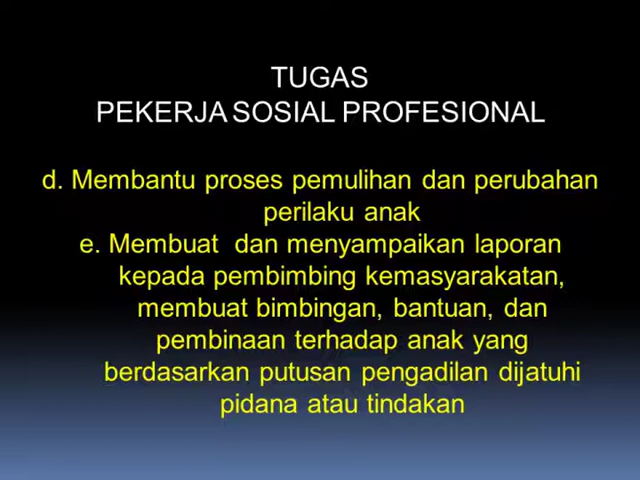 TUGAS
PEKERJA SOSIAL PROFESIONAL
d. Membantu proses pemulihan dan perubahan
perilaku anak
e. Membuat dan menyampaikan laporan
kepada pembimbing kemasyarakatan,
membuat bimbingan, bantuan, dan
pembinaan terhadap anak yang
berdasarkan putusan pengadilan dijatuhi
pidana atau tindakan